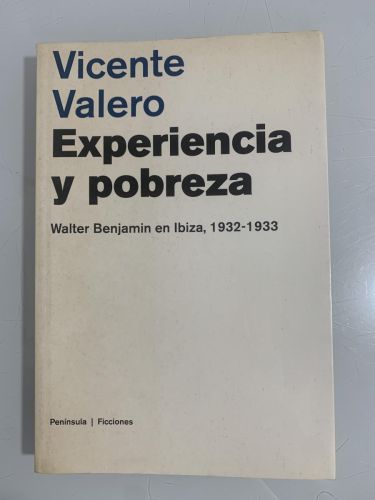 Vicente
Valero
Experiencia
y pobreza
Walter Benjamin en Ibiza, 1932-1933
Península | Ficciones